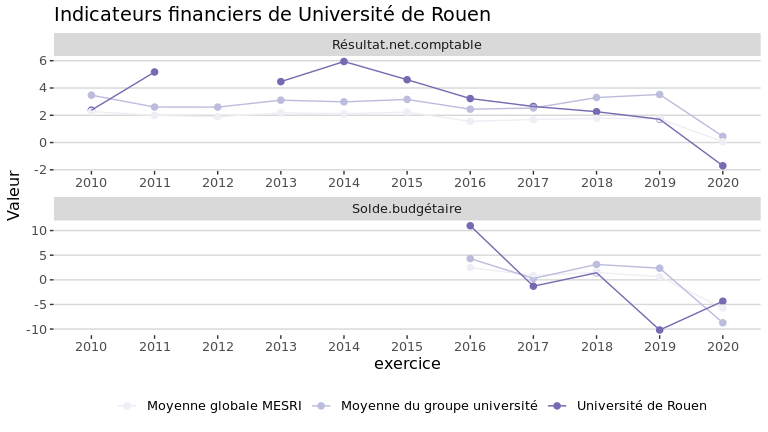 Indicateurs financiers de Université de Rouen
Résultat.net.comptable
6
4
2
0
-2
2010 2011 2012 2013 2014 2015 2016 2017 2018 2019 2020
Valeur
Solde.budgétaire
10
5
0
-5
-10
2010 2011 2012 2013 2014 2015 2016 2017 2018 2019 2020
exercice
Moyenne globale MESRI Moyenne du groupe université Université de Rouen